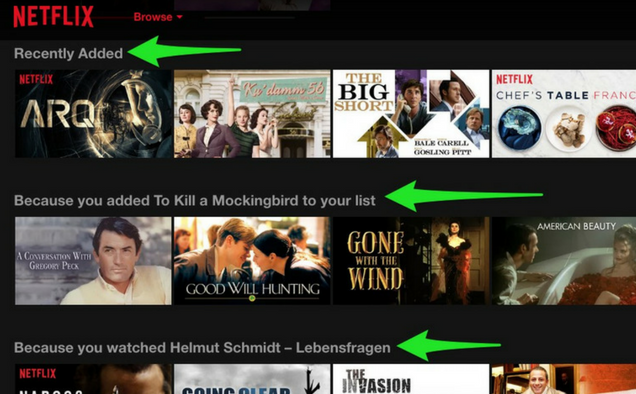 NETFLIX
Browse
Recently Added
NETFLIX
ARQ
Ku'damm 56
THE
BIG
SHORT
BALE CARELL
GOSLING PITT
NETFLIX
CHEF'S TABLE FRANC
Because you added To Kill a Mockingbird to your list
A CONVERSATION WITH
GREGORY PECK
GOOD WILL HUNTING
GONE
WITH THE
WIND
AMERICAN BEAUTY
Because you watched Helmut Schmidt – Lebensfragen
NETFLIX
NARCOS
GOING CLEAR
THE
INVASION